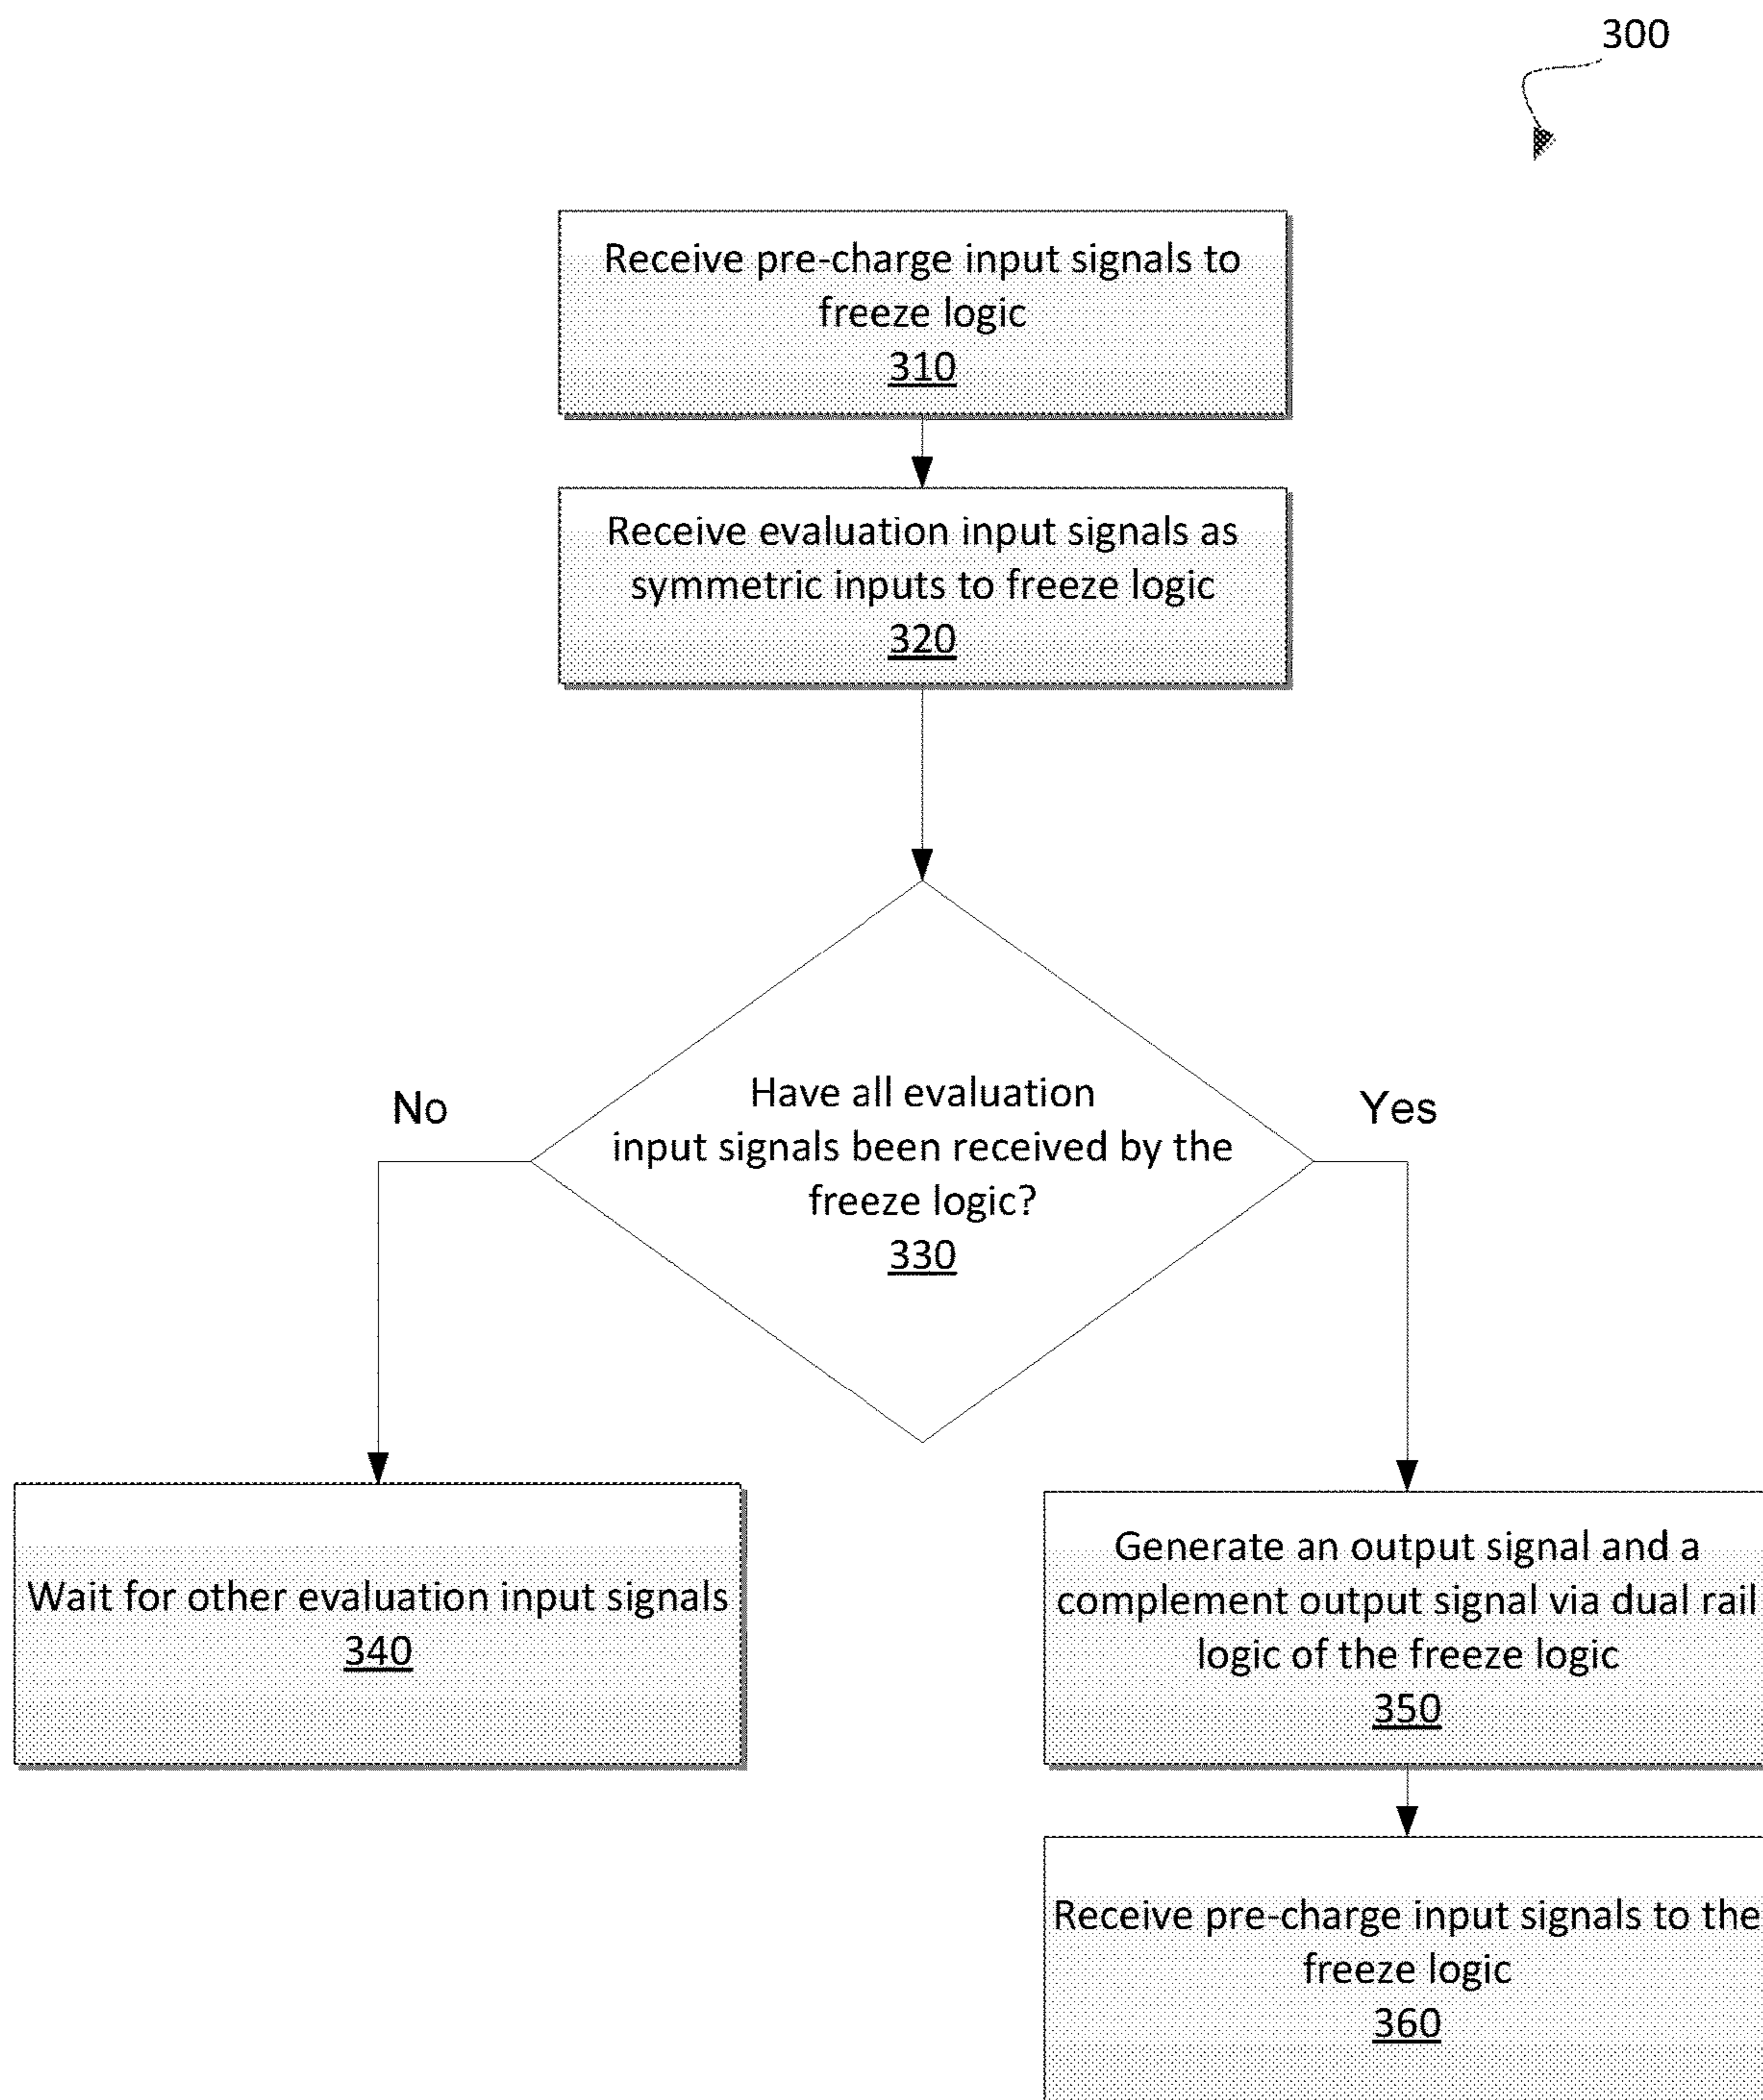 300
Receive pre-charge input signals to
freeze logic
310
Receive evaluation input signals as
symmetric inputs to freeze logic
320
Have all evaluation
input signals been received by the
freeze logic?
330
No
Yes
Wait for other evaluation input signals
340
Generate an output signal and a
complement output signal via dual rail
logic of the freeze logic
350
Receive pre-charge input signals to the
freeze logic
360